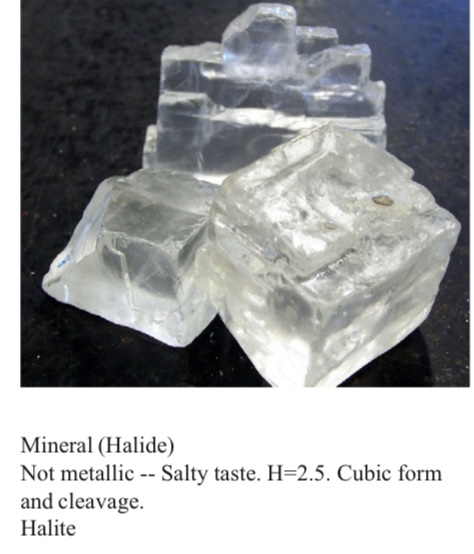 Mineral (Halide)
Not metallic -- Salty taste. H=2.5. Cubic form
and cleavage.
Halite